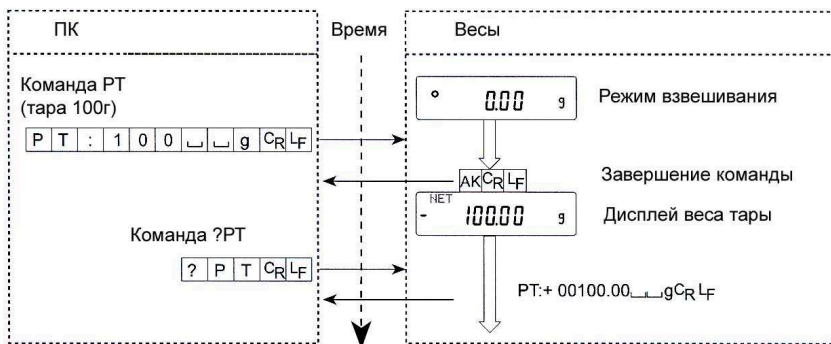 ПК
Время
Весы
Команда PT
(тара 100г)
P T : 1 0 0 ␣ ␣ g CR LF
0.00 g
Режим взвешивания
AK CR LF
Завершение команды
NET
- 100.00 g
Дисплей веса тары
Команда ?PT
? P T CR LF
PT:+ 00100.00␣␣gCR LF